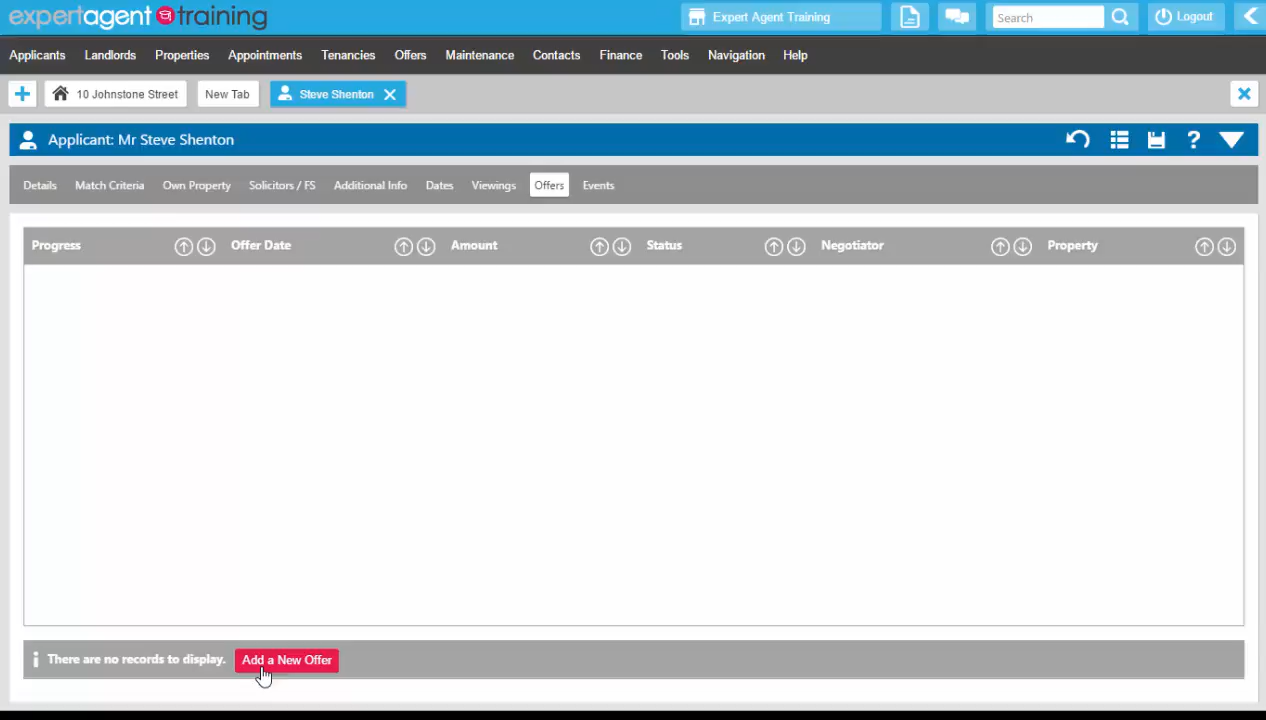 expertagent training
Expert Agent Training
Search
Logout
Applicants Landlords Properties Appointments Tenancies Offers Maintenance Contacts Finance Tools Navigation Help
10 Johnstone Street New Tab Steve Shenton
Applicant: Mr Steve Shenton
Details Match Criteria Own Property Solicitors / FS Additional Info Dates Viewings Offers Events
Progress Offer Date Amount Status Negotiator Property
There are no records to display. Add a New Offer